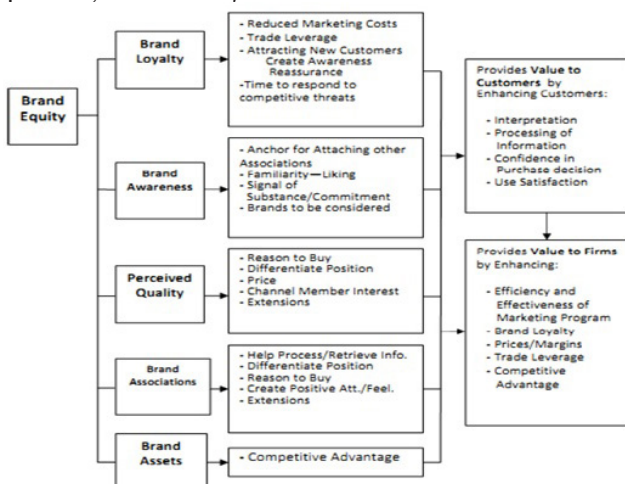 Brand
Equity
Brand
Loyalty
- Reduced Marketing Costs
- Trade Leverage
- Attracting New Customers
Create Awareness
Reassurance
-Time to respond to
competitive threats
Brand
Awareness
- Anchor for Attaching other
Associations
- Familiarity—Liking
- Signal of
Substance/Commitment
- Brands to be considered
Perceived
Quality
- Reason to Buy
- Differentiate Position
- Price
- Channel Member Interest
- Extensions
Brand
Associations
- Help Process/Retrieve Info.
- Differentiate Position
- Reason to Buy
- Create Positive Att./Feel.
- Extensions
Brand
Assets
- Competitive Advantage
Provides Value to
Customers by
Enhancing Customers:
- Interpretation
- Processing of
Information
- Confidence in
Purchase decision
- Use Satisfaction
Provides Value to Firms
by Enhancing:
- Efficiency and
Effectiveness of
Marketing Program
- Brand Loyalty
- Prices/Margins
- Trade Leverage
- Competitive
Advantage